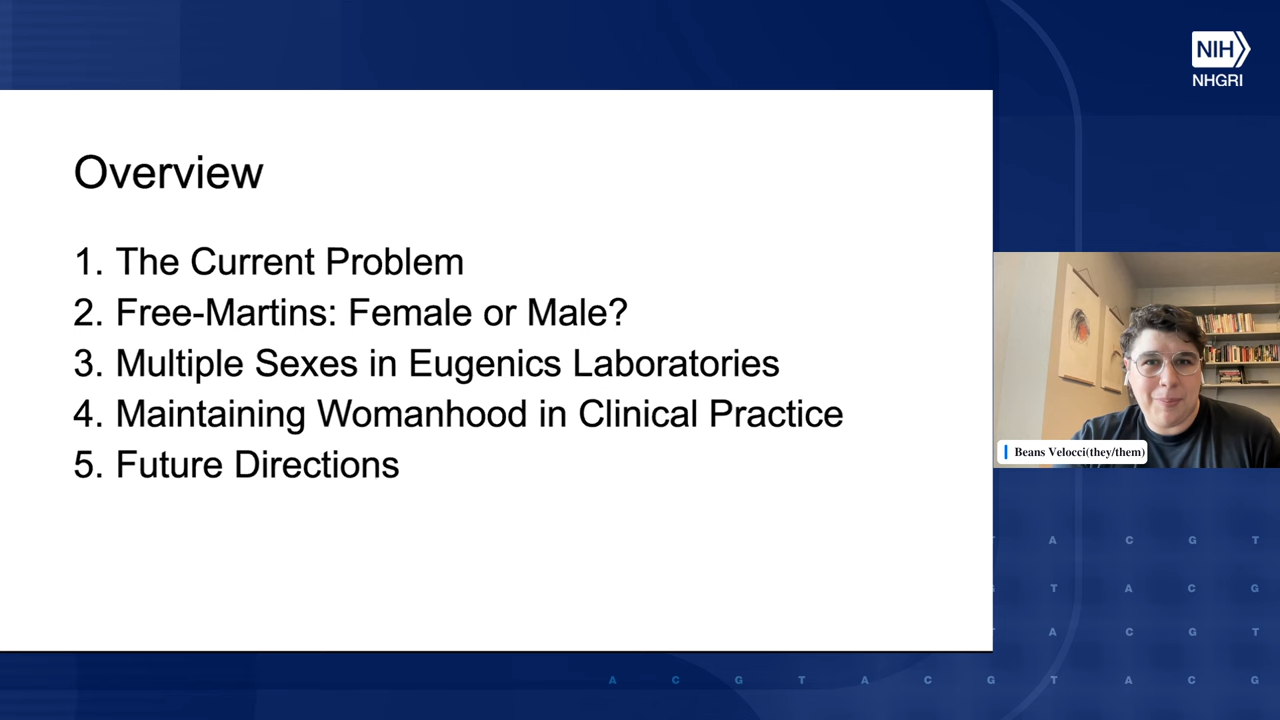 NIH
NHGRI
Overview
1. The Current Problem
2. Free-Martins: Female or Male?
3. Multiple Sexes in Eugenics Laboratories
4. Maintaining Womanhood in Clinical Practice
5. Future Directions
Beans Velocci(they/them)
T A C G T
G T A C G
T A C G T
A C G T A C G T A C G